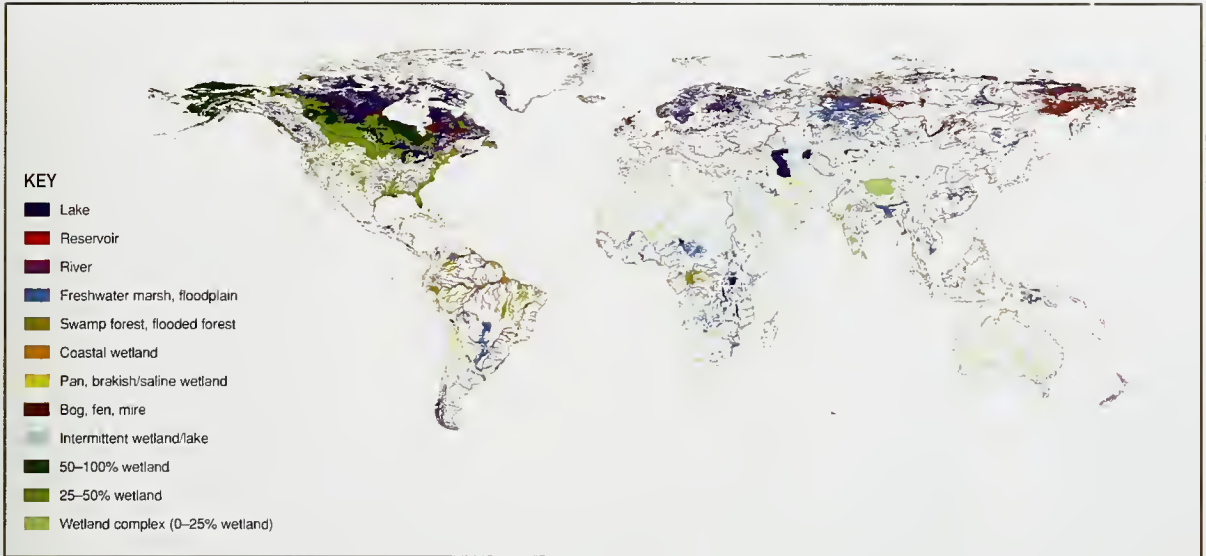 KEY
Lake
Reservoir
River
Freshwater marsh, floodplain
Swamp forest, flooded forest
Coastal wetland
Pan, brakish/saline wetland
Bog, fen, mire
Intermittent wetland/lake
50–100% wetland
25–50% wetland
Wetland complex (0–25% wetland)